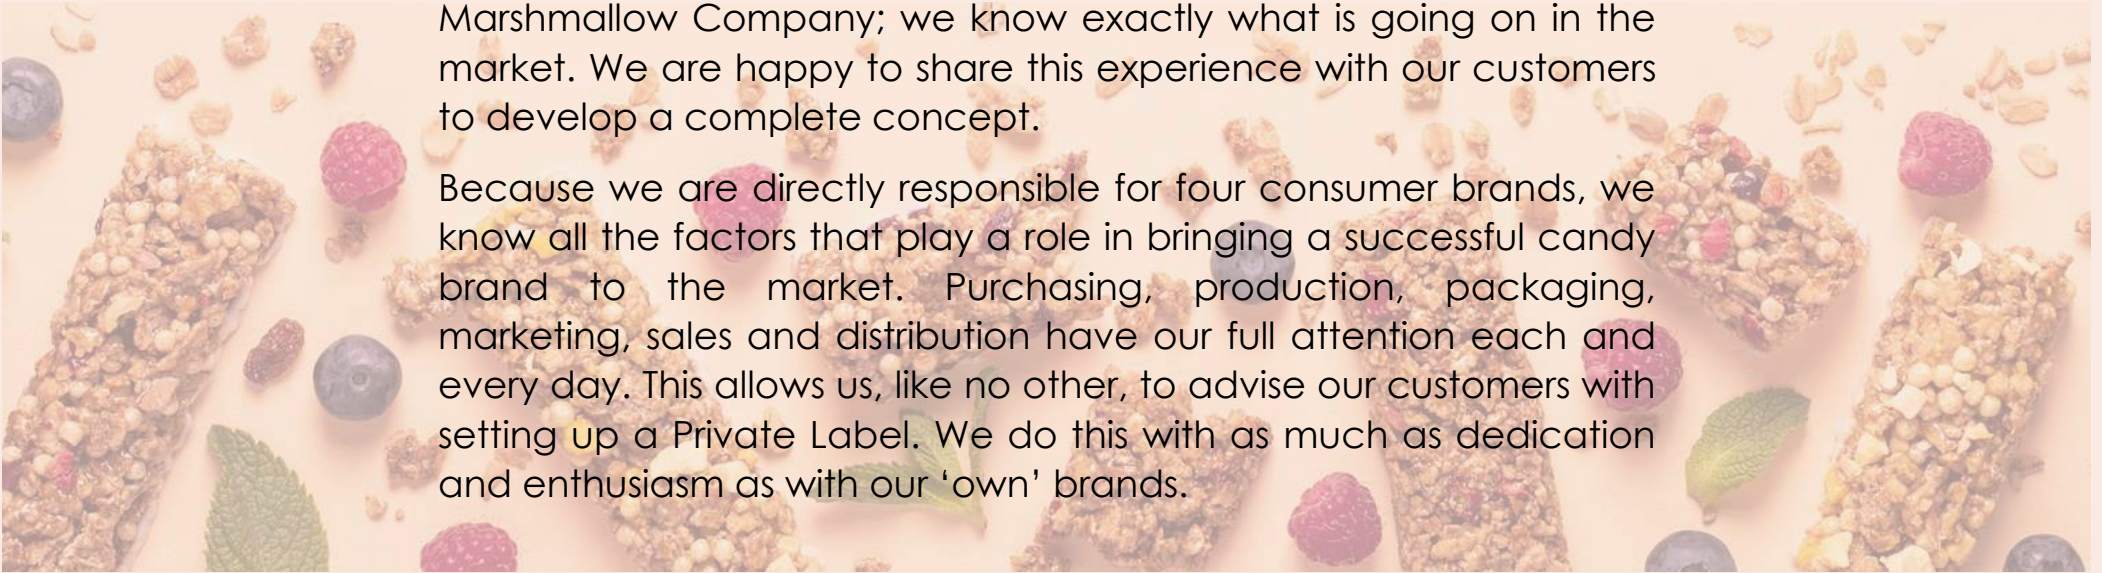 Marshmallow Company; we know exactly what is going on in the
market. We are happy to share this experience with our customers
to develop a complete concept.
Because we are directly responsible for four consumer brands, we
know all the factors that play a role in bringing a successful candy
brand to the market. Purchasing, production, packaging,
marketing, sales and distribution have our full attention each and
every day. This allows us, like no other, to advise our customers with
setting up a Private Label. We do this with as much as dedication
and enthusiasm as with our ‘own’ brands.